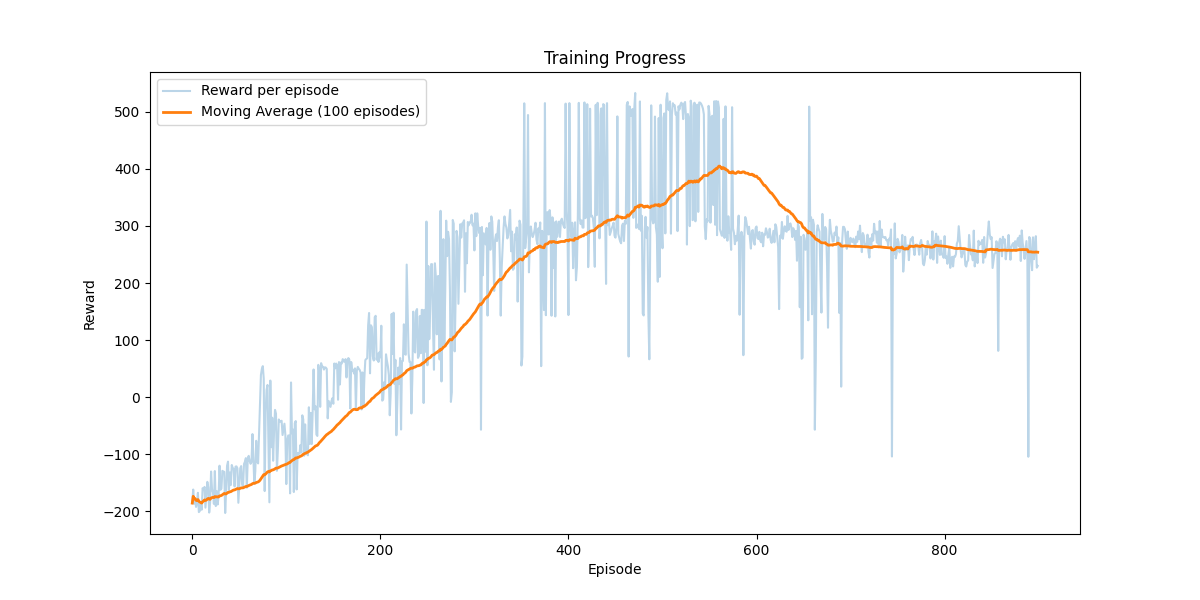 Training Progress
Reward per episode
Moving Average (100 episodes)
Reward
500
400
300
200
100
0
−100
−200
0
200
400
600
800
Episode